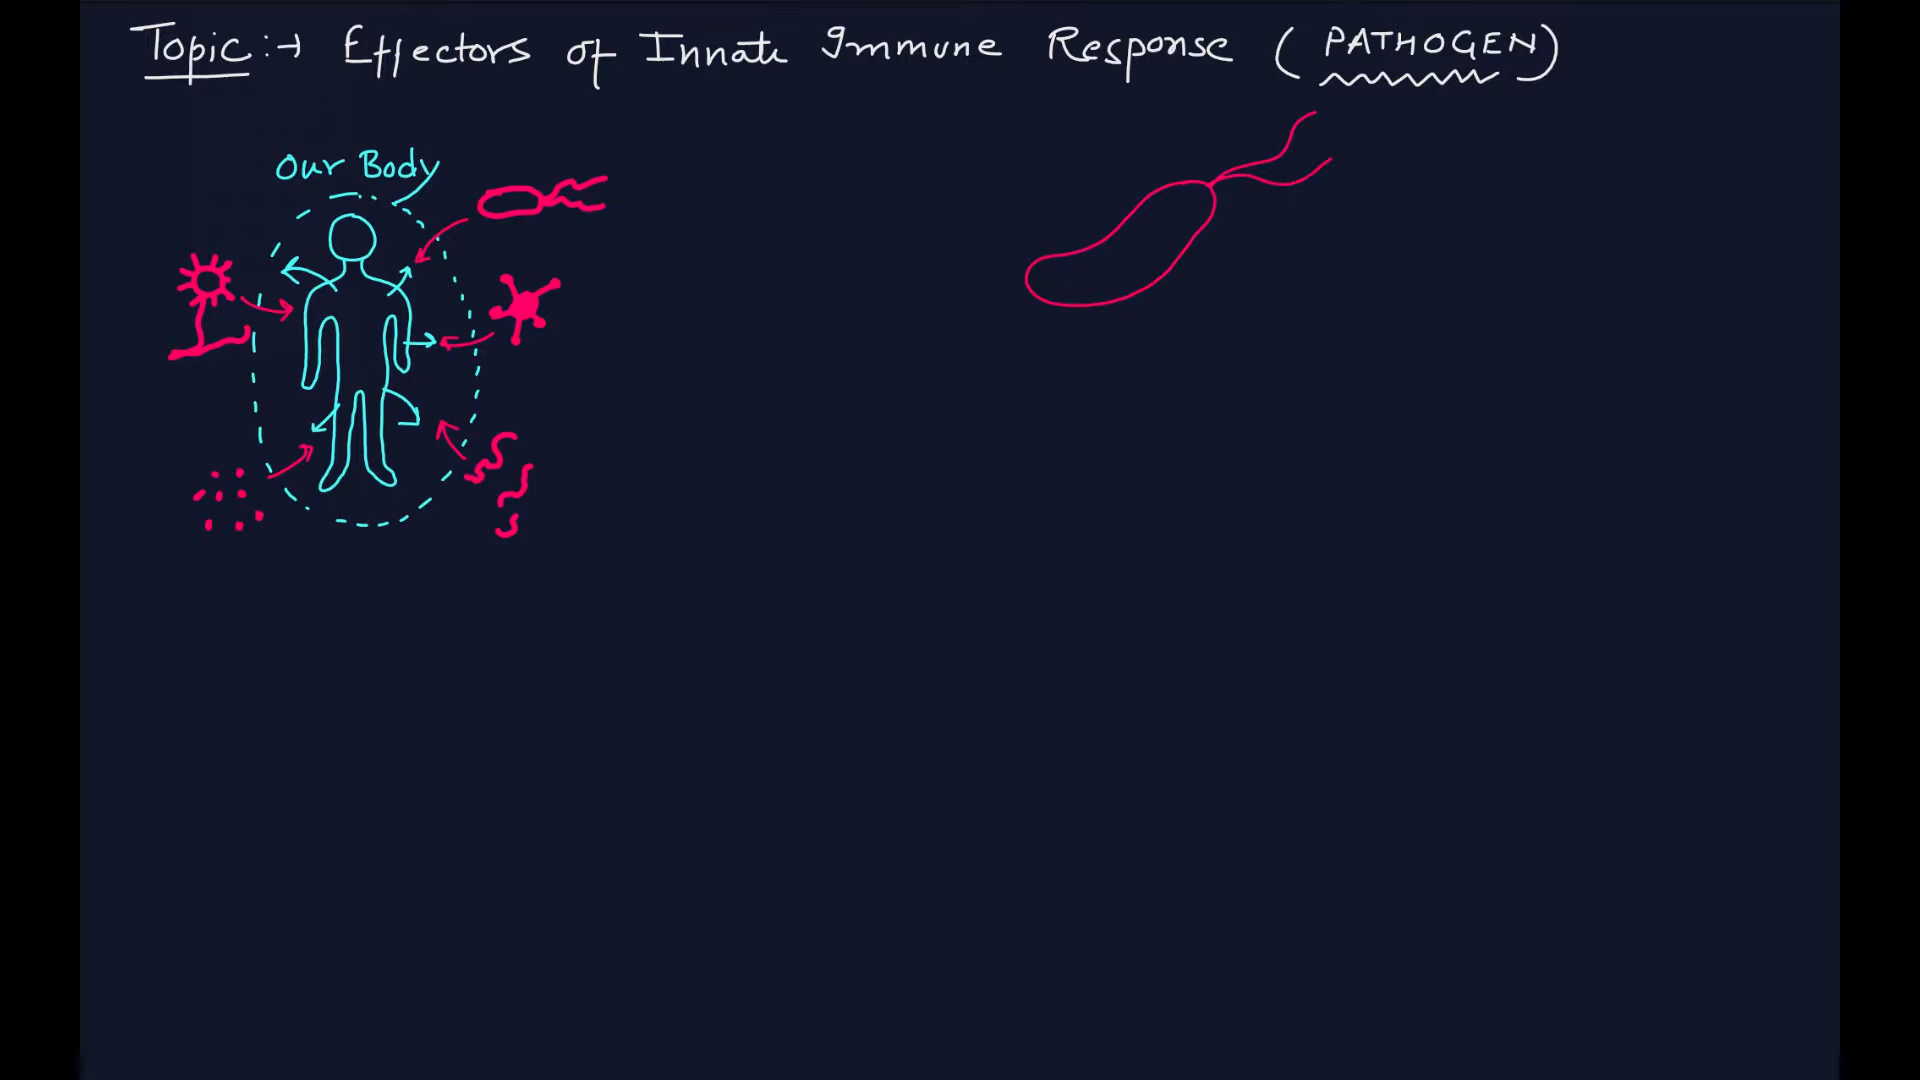 Topic :→ Effectors of Innate Immune Response (PATHOGEN)
Our Body